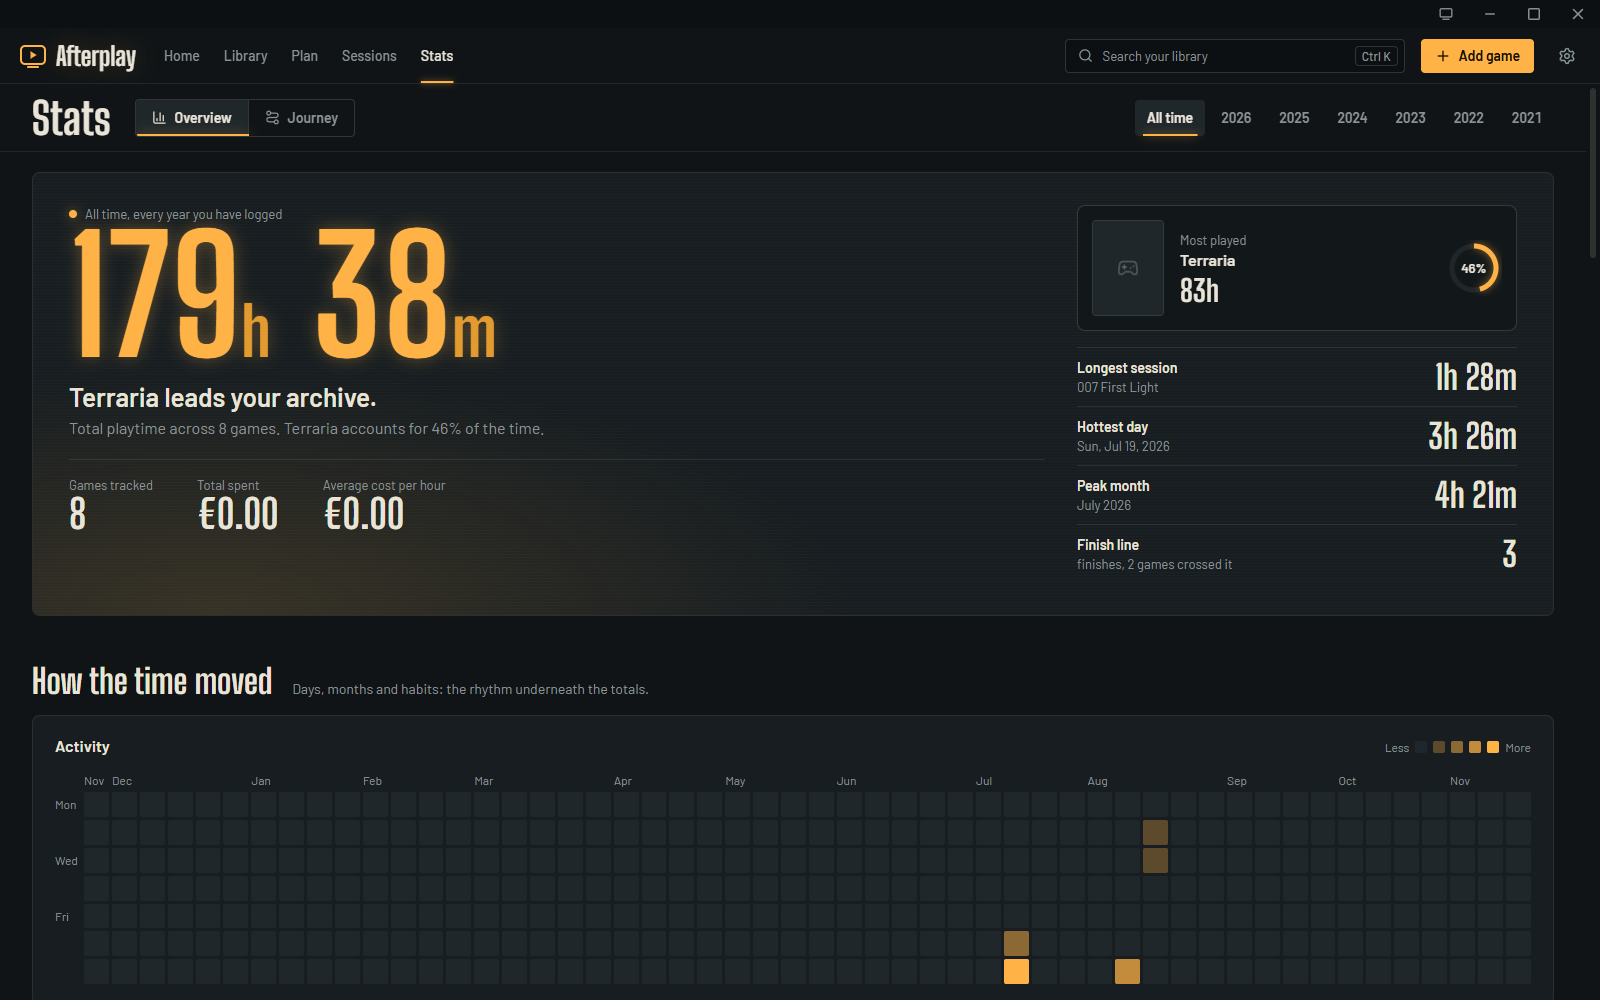 Afterplay Home Library Plan Sessions Stats Search your library Ctrl K Add game
Stats Overview Journey All time 2026 2025 2024 2023 2022 2021
All time, every year you have logged
179h 38m
Terraria leads your archive.
Total playtime across 8 games. Terraria accounts for 46% of the time.
Games tracked Total spent Average cost per hour
8 €0.00 €0.00
Most played
Terraria
83h
46%
Longest session
007 First Light
1h 28m
Hottest day
Sun, Jul 19, 2026
3h 26m
Peak month
July 2026
4h 21m
Finish line
finishes, 2 games crossed it
3
How the time moved Days, months and habits: the rhythm underneath the totals.
Activity Less More
Nov Dec Jan Feb Mar Apr May Jun Jul Aug Sep Oct Nov
Mon
Wed
Fri